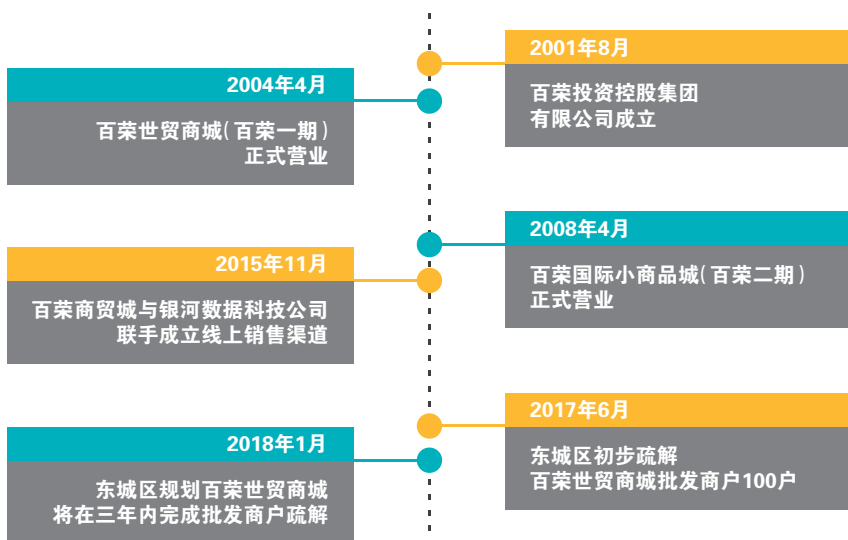 2001年8月
百荣投资控股集团
有限公司成立
2004年4月
百荣世贸商城(百荣一期)
正式营业
2008年4月
百荣国际小商品城(百荣二期)
正式营业
2015年11月
百荣商贸城与银河数据科技公司
联手成立线上销售渠道
2017年6月
东城区初步疏解
百荣世贸商城批发商户100户
2018年1月
东城区规划百荣世贸商城
将在三年内完成批发商户疏解